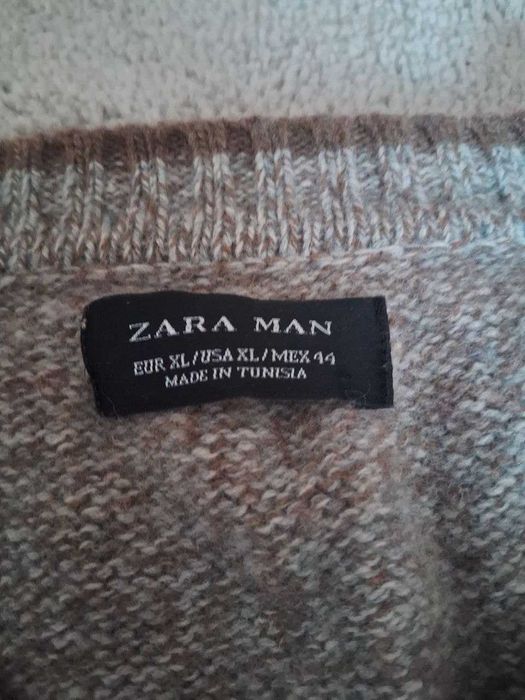 ZARA MAN
EUR XL/USA XL/MEX 44
MADE IN TUNISIA